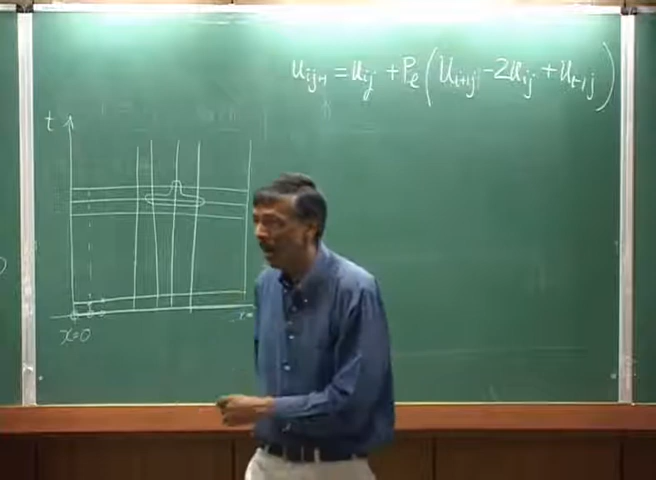 u_{ij+1} = u_{ij} + P_e ( u_{i+1j} - 2u_{ij} + u_{i-1j} )
t
x=0
x=